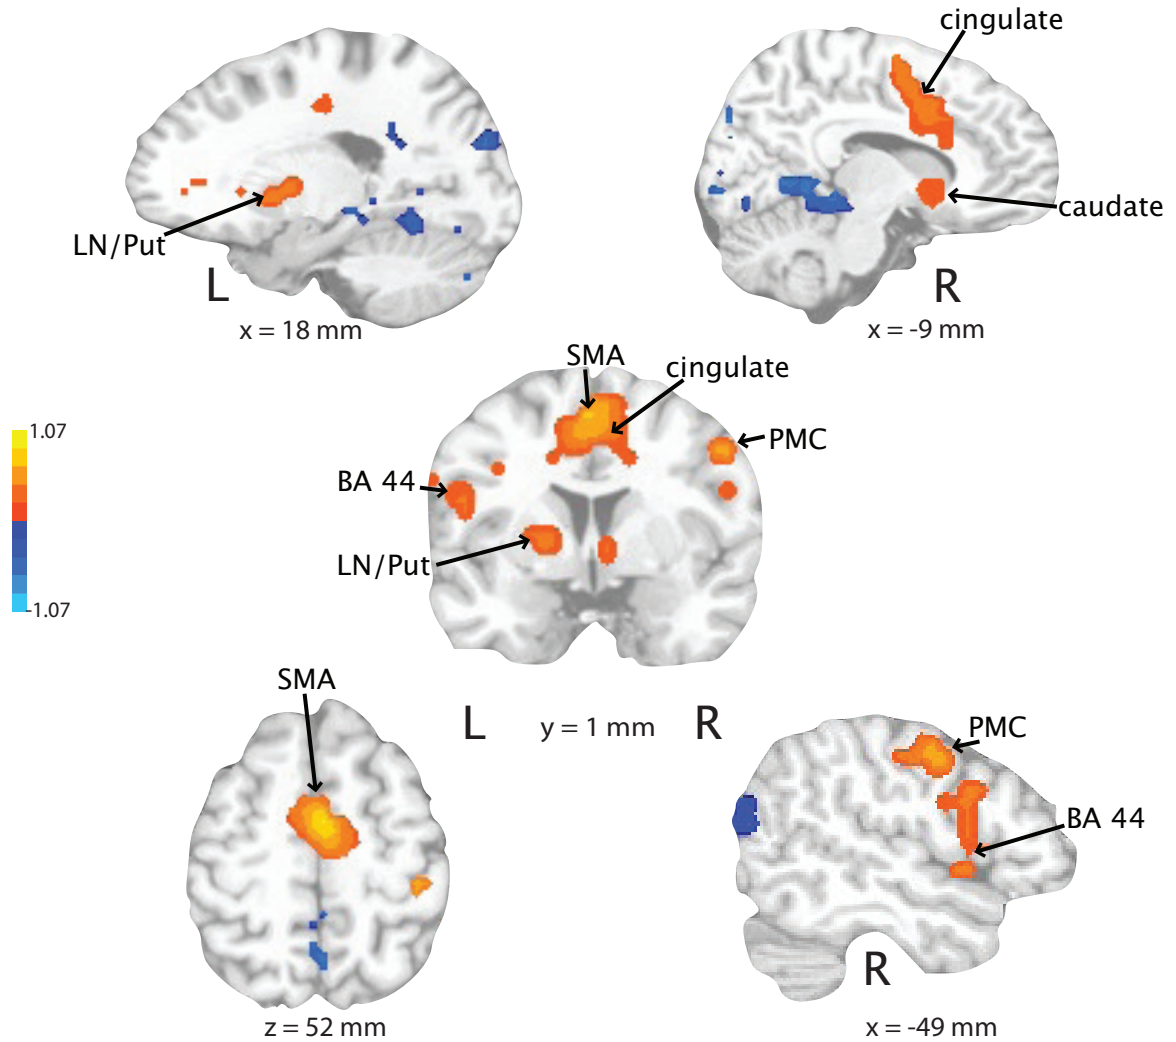 cingulate
caudate
LN/Put
L
R
x = 18 mm
x = -9 mm
SMA
cingulate
PMC
BA 44
LN/Put
1.07
-1.07
SMA
L
y = 1 mm
R
PMC
BA 44
R
z = 52 mm
x = -49 mm